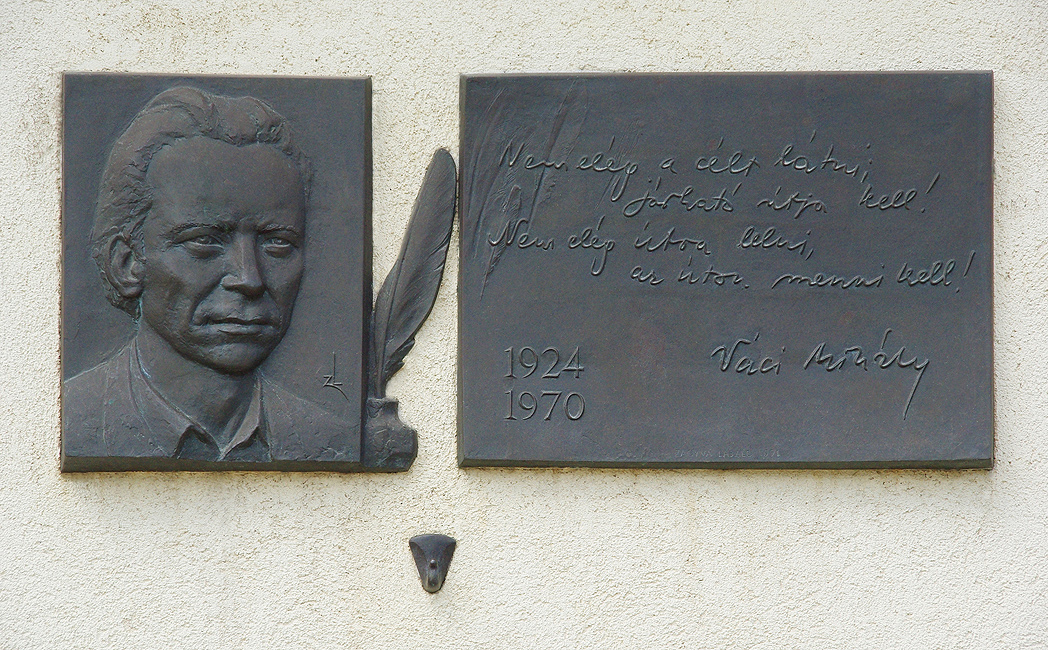 Nem elég a célt látni;
járható útja kell!
Nem elég útra lelni,
az úton menni kell!
1924
1970
Váci Mihály